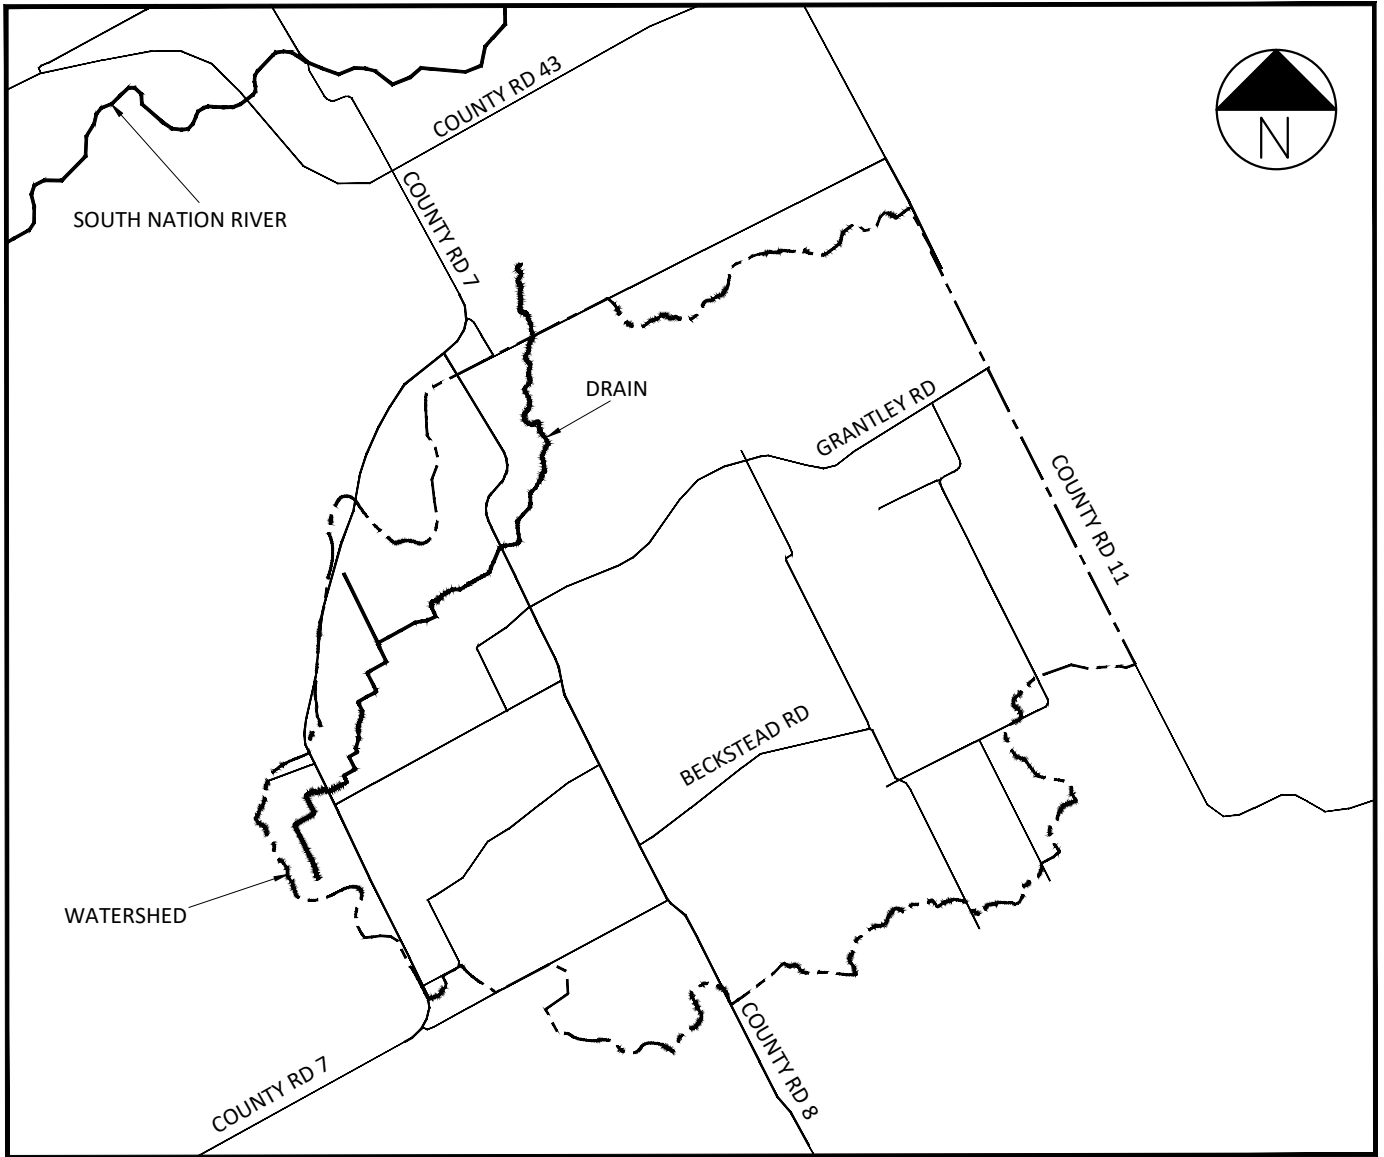 COUNTY RD 43
N
SOUTH NATION RIVER
COUNTY RD 7
DRAIN
GRANTLEY RD
COUNTY RD 11
BECKSTEAD RD
WATERSHED
COUNTY RD 7
COUNTY RD 8